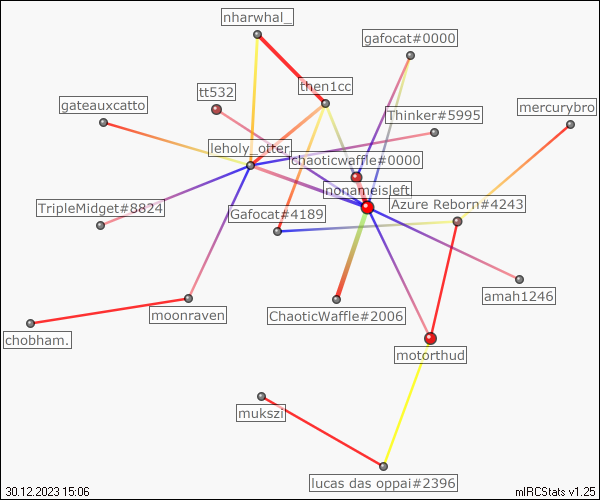 nharwhal_
gafocat#0000
then1cc
tt532
gateauxcatto
mercurybro
Thinker#5995
leholy_otter
chaoticwaffle#0000
nonameisleft
Azure Reborn#4243
TripleMidget#8824
Gafocat#4189
amah1246
moonraven
ChaoticWaffle#2006
chobham.
motorthud
mukszi
lucas das oppai#2396
30.12.2023 15:06
mIRCStats v1.25